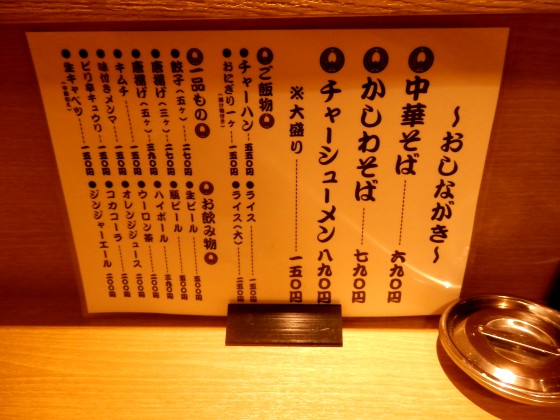 ～おしながき～
中華そば 六九〇円
かしわそば 七九〇円
チャーシューメン 八九〇円
※大盛り 一五〇円
ご飯物
チャーハン 五五〇円
おにぎり一ヶ 一五〇円
ライス 一五〇円
ライス(大) 二五〇円
一品もの
餃子(五ヶ) 二七〇円
唐揚げ(三ヶ) 三九〇円
唐揚げ(五ヶ)
キムチ 一五〇円
味付きメンマ 一五〇円
ピリ辛キュウリ 一五〇円
生キャベツ 一五〇円
お飲み物
生ビール 五〇〇円
瓶ビール 五〇〇円
ハイボール 三九〇円
ウーロン茶 二〇〇円
オレンジジュース 二〇〇円
コカコーラ 二〇〇円
ジンジャーエール 二〇〇円